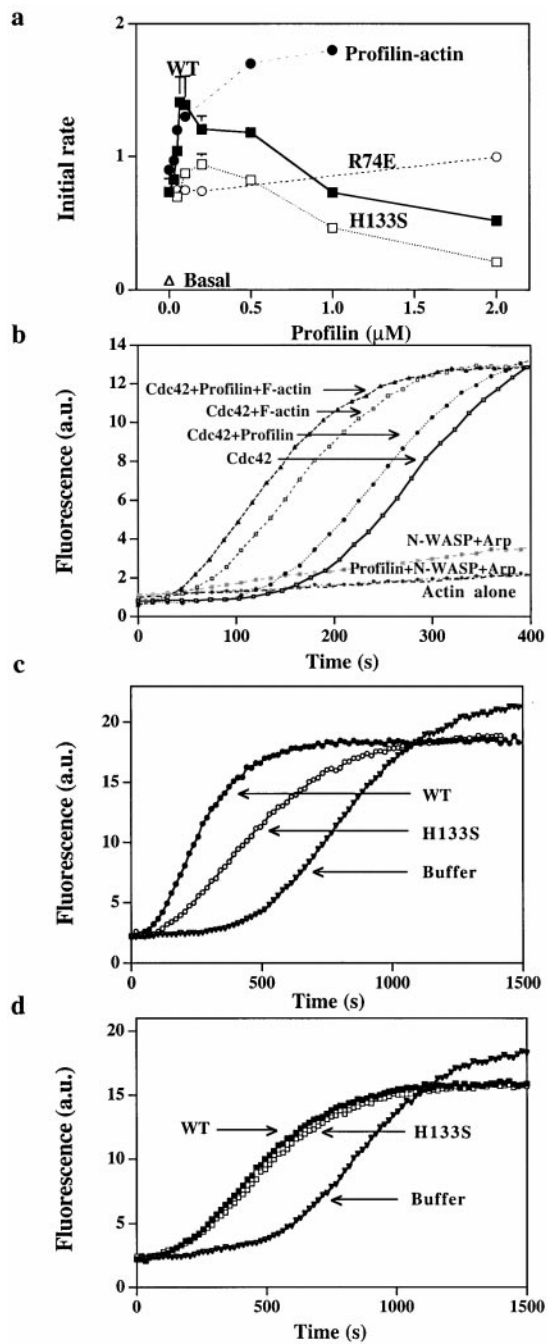 a
2
1
0
Initial rate
WT
Profilin-actin
R74E
H133S
Basal
0.0 0.5 1.0 1.5 2.0
Profilin (μM)
b
14
12
10
8
6
4
2
0
Fluorescence (a.u.)
Cdc42+Profilin+F-actin
Cdc42+F-actin
Cdc42+Profilin
Cdc42
N-WASP+Arp
Profilin+N-WASP+Arp
Actin alone
0 100 200 300 400
Time (s)
c
20
15
10
5
0
Fluorescence (a.u.)
WT
H133S
Buffer
0 500 1000 1500
Time (s)
d
20
15
10
5
0
Fluorescence (a.u.)
WT
H133S
Buffer
0 500 1000 1500
Time (s)